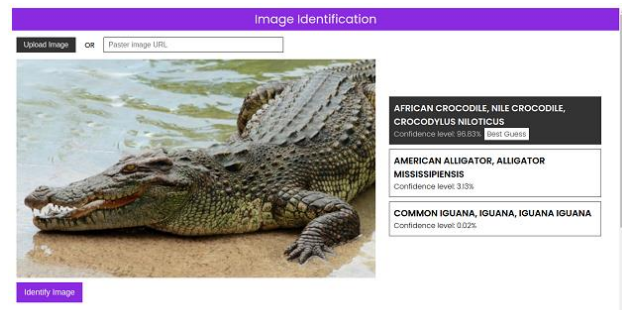 Image Identification
Upload Image OR Paster image URL
AFRICAN CROCODILE, NILE CROCODILE,
CROCODYLUS NILOTICUS
Confidence level: 96.83% Best Guess
AMERICAN ALLIGATOR, ALLIGATOR
MISSISSIPIENSIS
Confidence level: 3.13%
COMMON IGUANA, IGUANA, IGUANA IGUANA
Confidence level: 0.02%
Identify Image